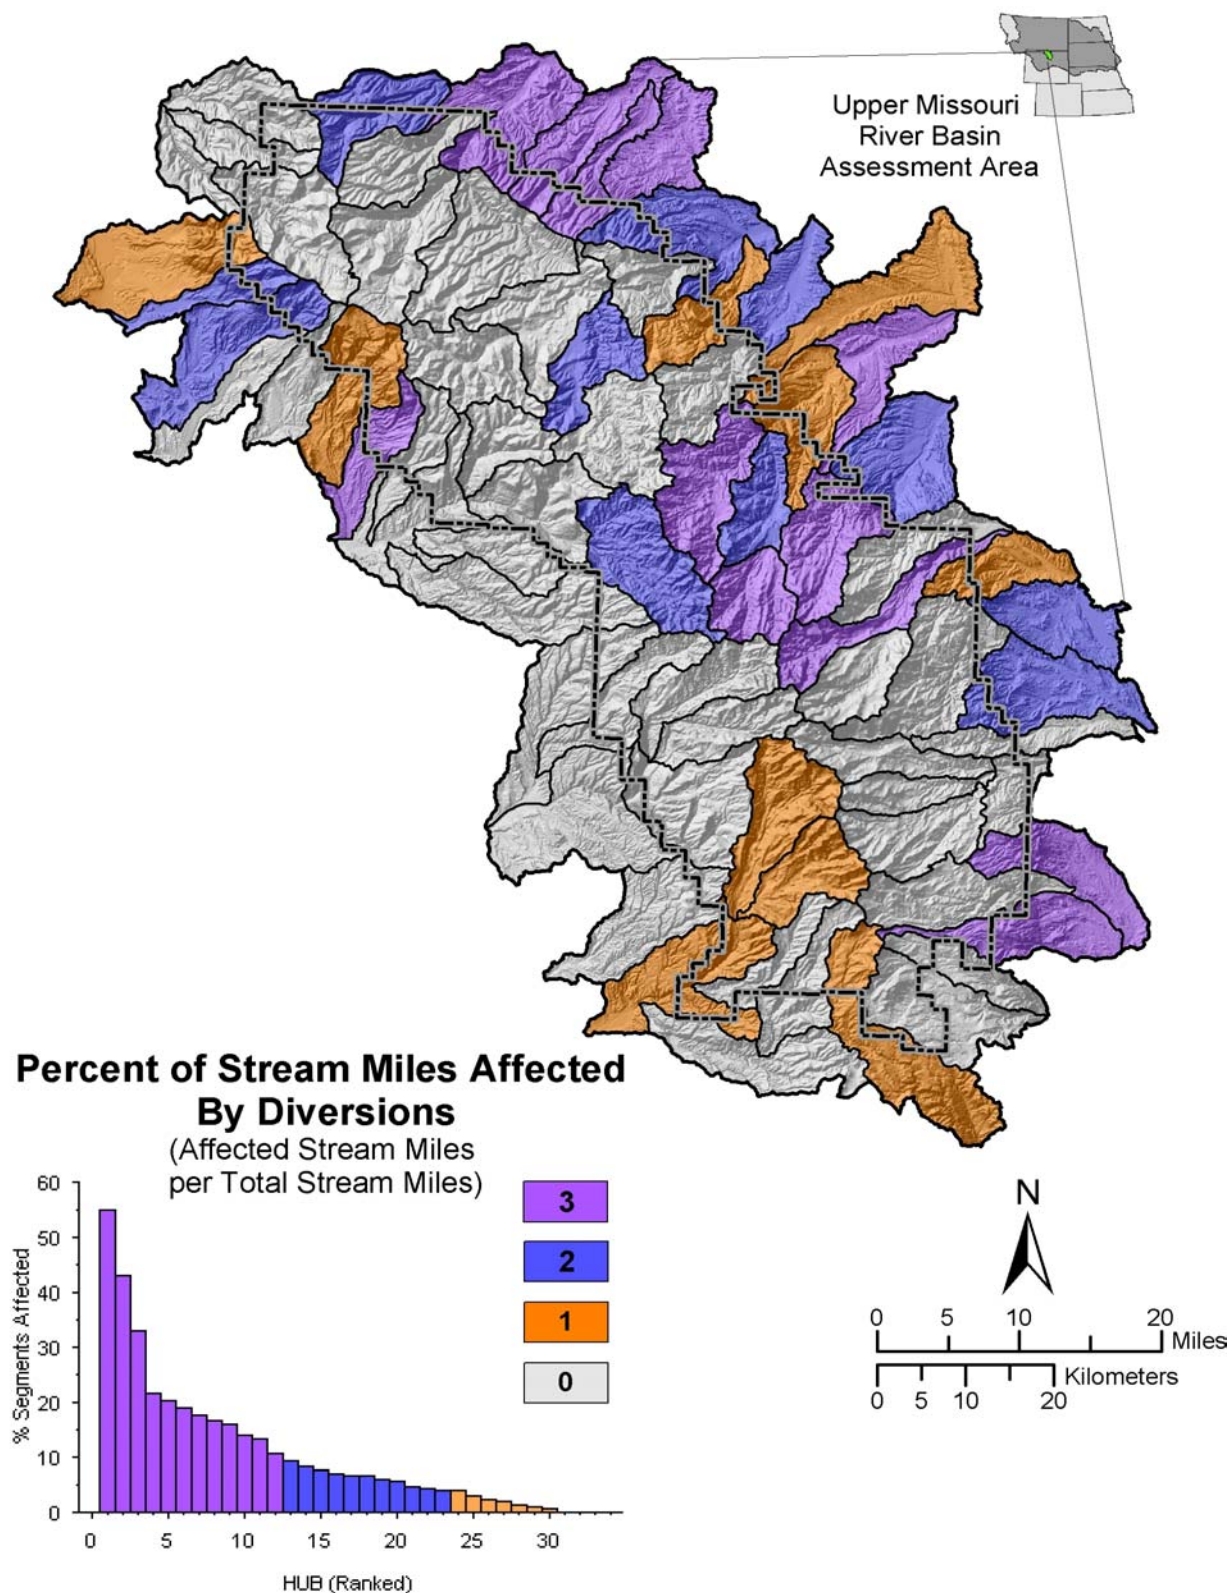 Upper Missouri
River Basin
Assessment Area
Percent of Stream Miles Affected
By Diversions
(Affected Stream Miles
per Total Stream Miles)
3
2
1
0
% Segments Affected
60
50
40
30
20
10
0
0 5 10 15 20 25 30
HUB (Ranked)
N
0 5 10 20
Miles
Kilometers
0 5 10 20